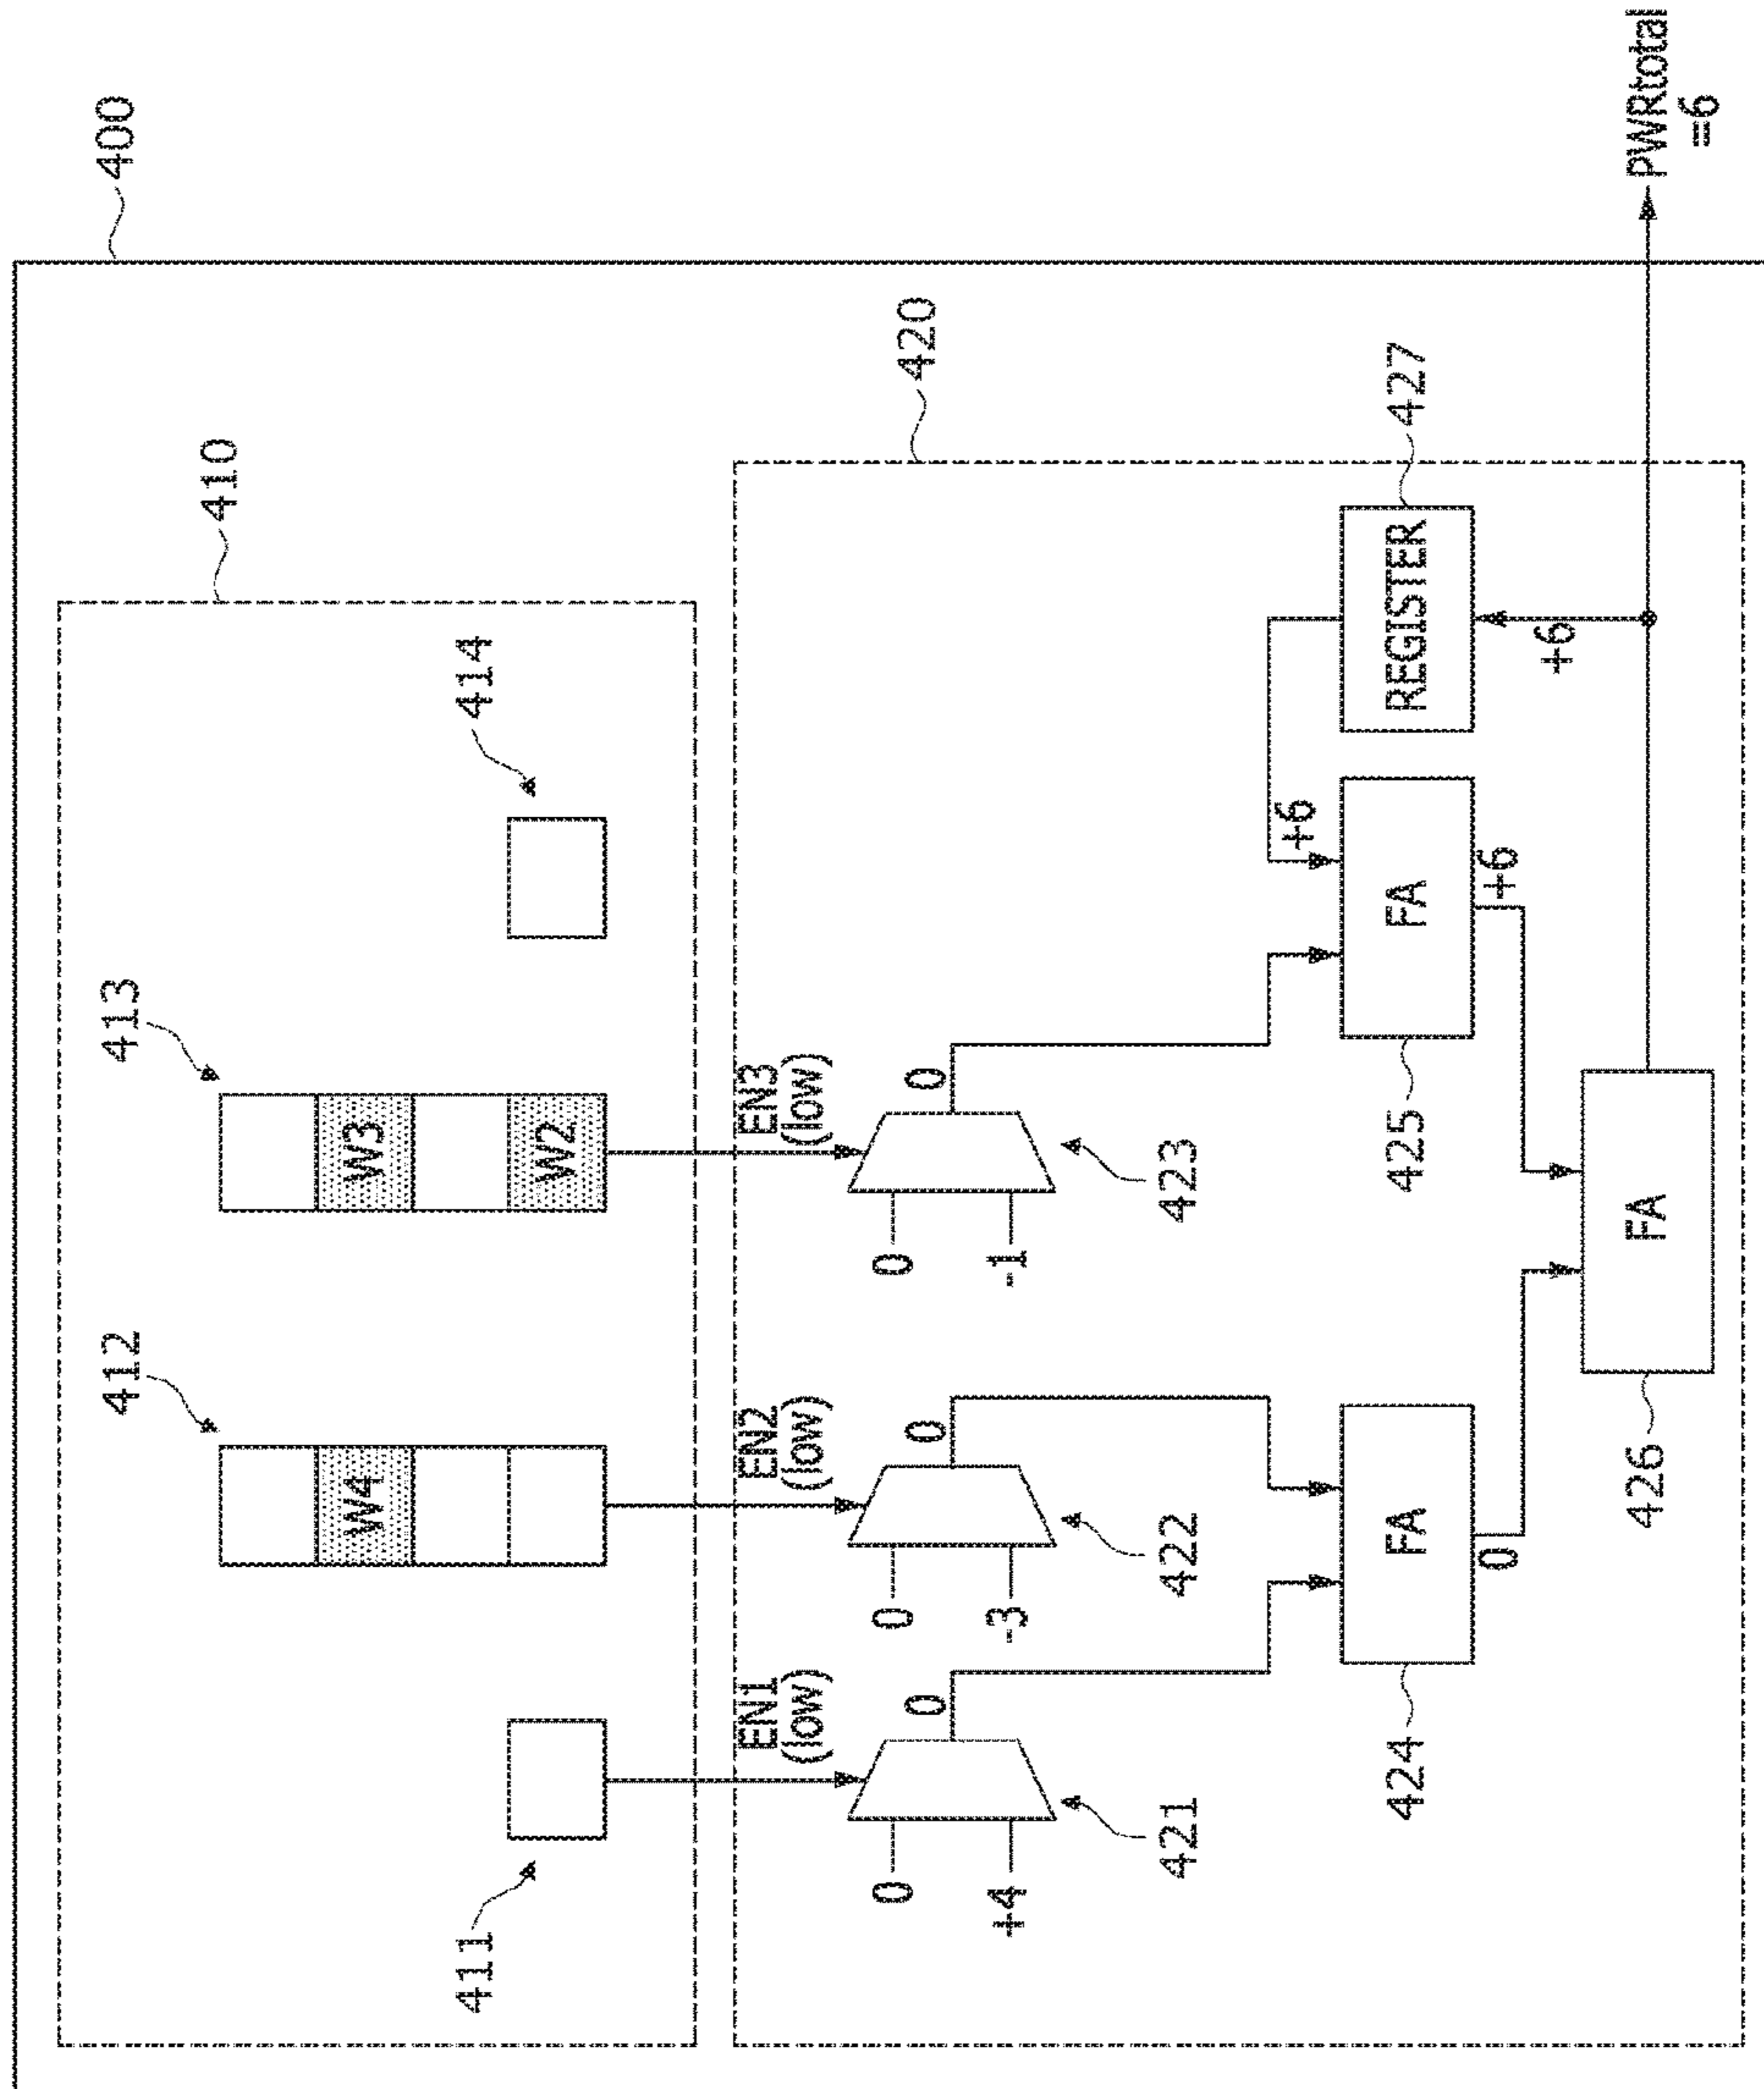 412
413
400
410
W4
W3
411
414
W2
EN1
(low)
EN2
(low)
EN3
(low)
420
0
0
0
0
0
0
+4
-3
-1
421
422
423
+6
FA
FA
REGISTER
424
425
427
0
+6
+6
FA
426
PWRtotal
=6